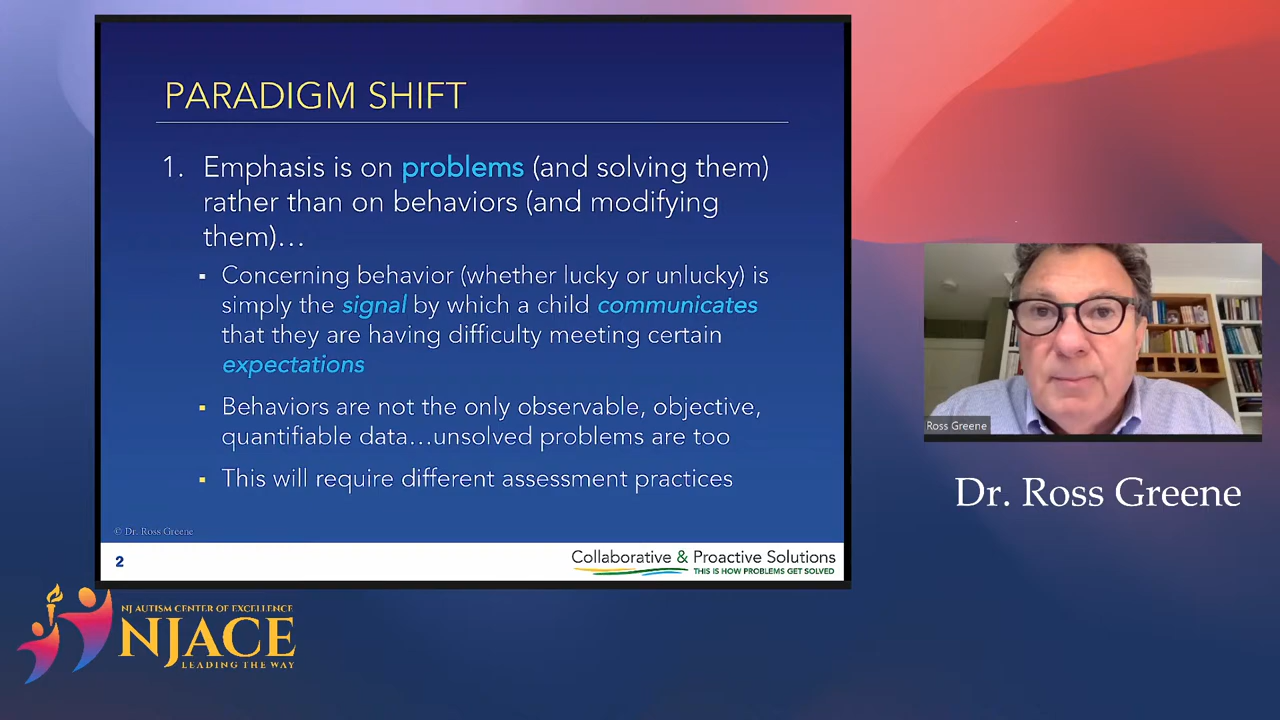 PARADIGM SHIFT
1. Emphasis is on problems (and solving them)
rather than on behaviors (and modifying
them)…
▪ Concerning behavior (whether lucky or unlucky) is
simply the signal by which a child communicates
that they are having difficulty meeting certain
expectations
▪ Behaviors are not the only observable, objective,
quantifiable data…unsolved problems are too
▪ This will require different assessment practices
© Dr. Ross Greene
2
Collaborative & Proactive Solutions
THIS IS HOW PROBLEMS GET SOLVED
Ross Greene
Dr. Ross Greene
NJ AUTISM CENTER OF EXCELLENCE
NJACE
LEADING THE WAY